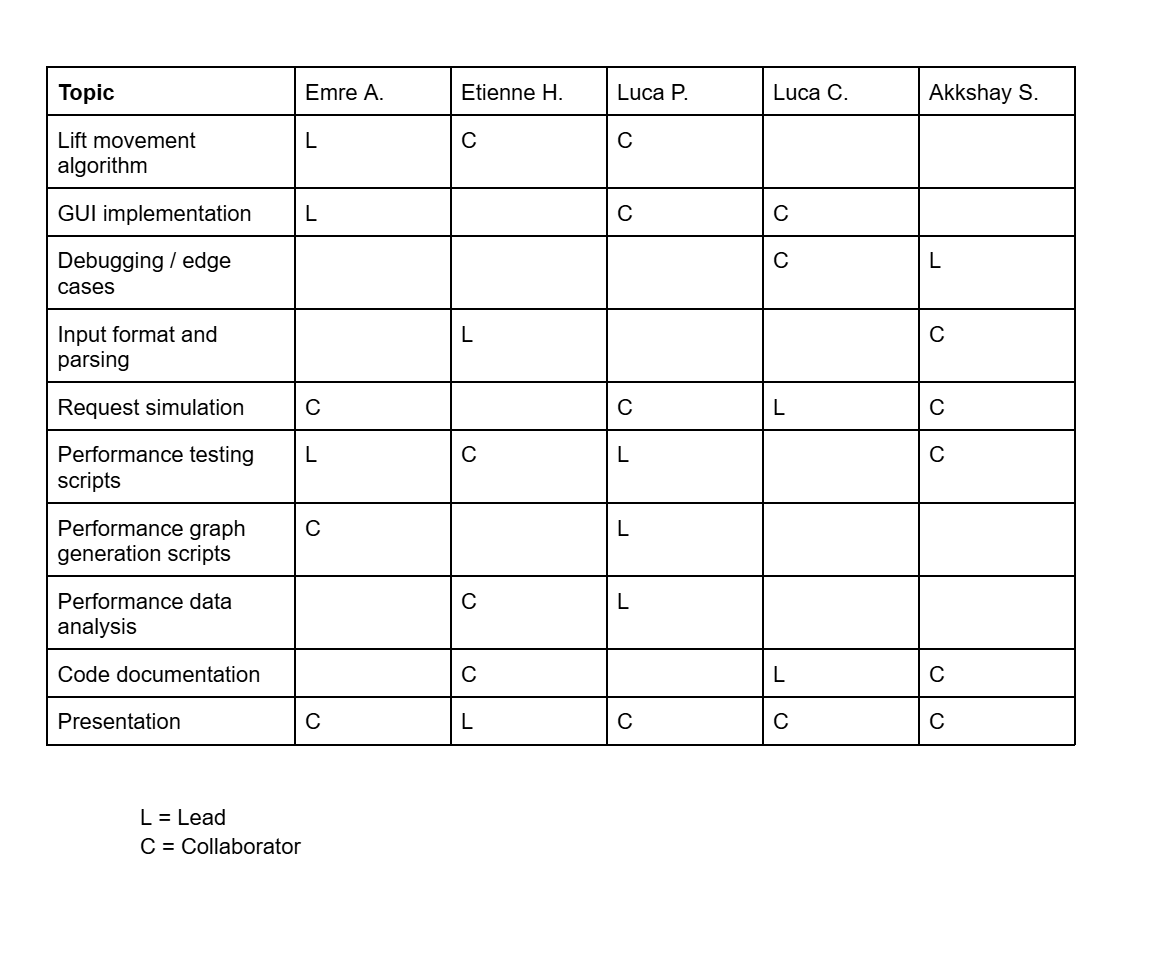 Topic Emre A. Etienne H. Luca P. Luca C. Akkshay S.
Lift movement L C C
algorithm
GUI implementation L C C
Debugging / edge C L
cases
Input format and L C
parsing
Request simulation C C L C
Performance testing L C L C
scripts
Performance graph C L
generation scripts
Performance data C L
analysis
Code documentation C L C
Presentation C L C C C
L = Lead
C = Collaborator